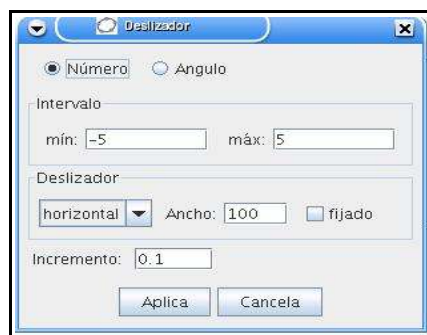 Deslizador
Número Angulo
Intervalo
mín: -5 máx: 5
Deslizador
horizontal Ancho: 100 fijado
Incremento: 0.1
Aplica Cancela